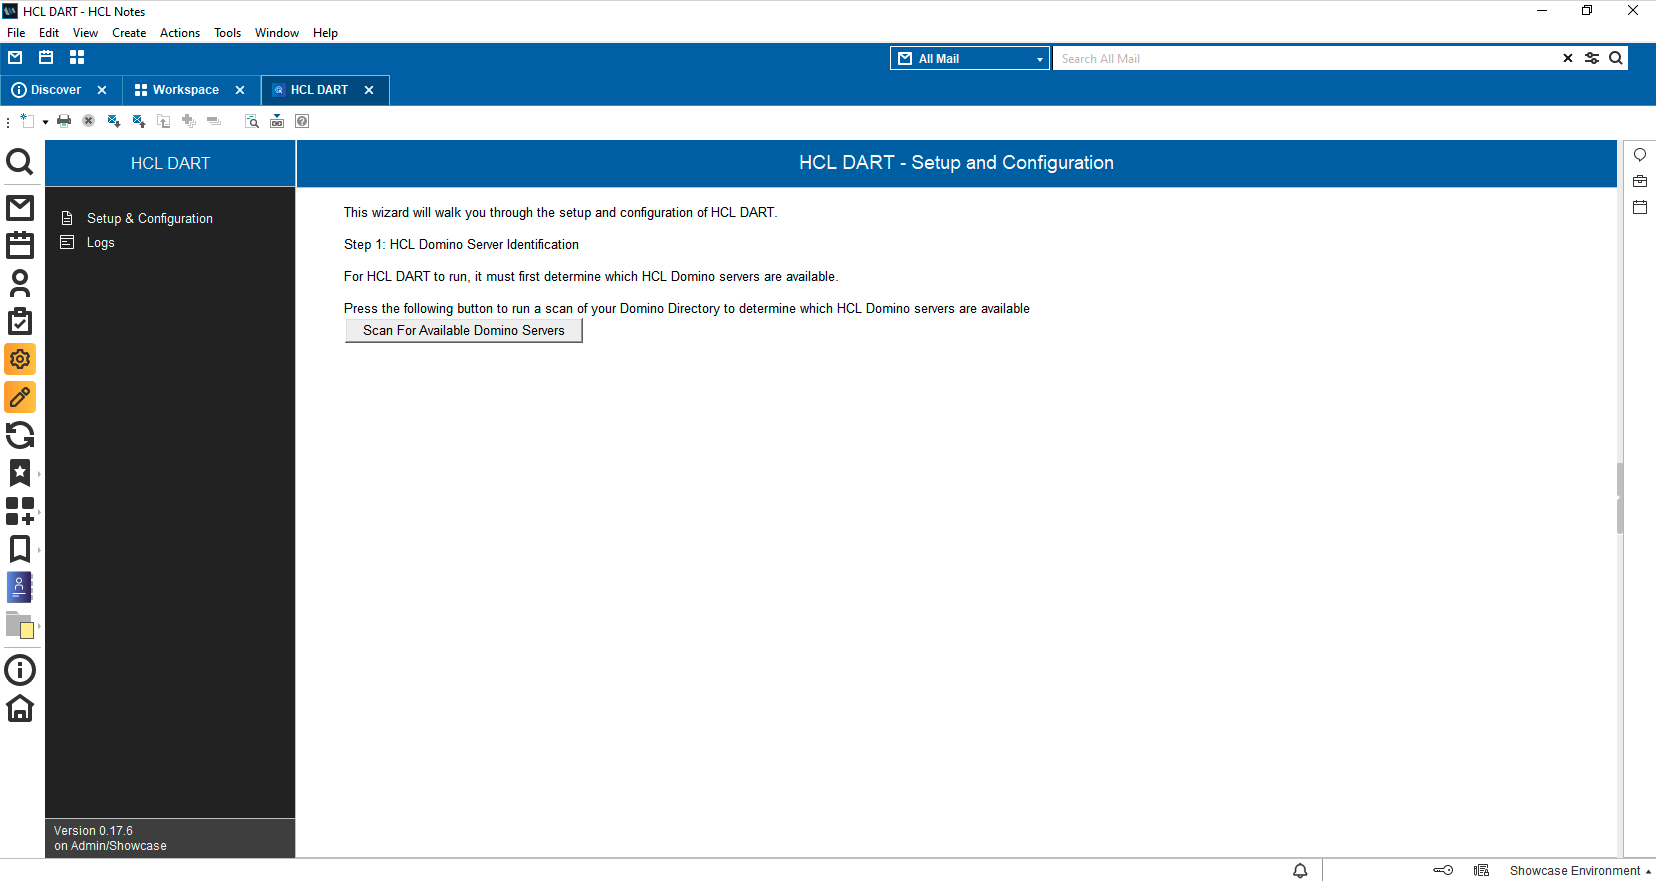 HCL DART - HCL Notes
File Edit View Create Actions Tools Window Help
All Mail
Search All Mail
Discover
Workspace
HCL DART
HCL DART
HCL DART - Setup and Configuration
Setup & Configuration
Logs
This wizard will walk you through the setup and configuration of HCL DART.
Step 1: HCL Domino Server Identification
For HCL DART to run, it must first determine which HCL Domino servers are available.
Press the following button to run a scan of your Domino Directory to determine which HCL Domino servers are available
Scan For Available Domino Servers
Version 0.17.6
on Admin/Showcase
Showcase Environment